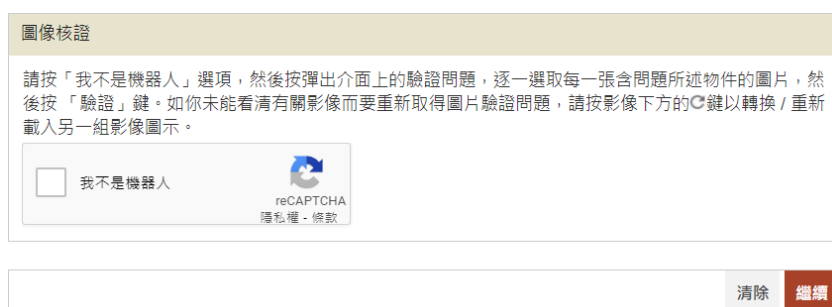 圖像核證
請按「我不是機器人」選項,然後按彈出介面上的驗證問題,逐一選取每一張含問題所述物件的圖片,然
後按 「驗證」鍵。如你未能看清有關影像而要重新取得圖片驗證問題,請按影像下方的鍵以轉換 / 重新
載入另一組影像圖示。
我不是機器人
reCAPTCHA
隱私權 - 條款
清除 繼續